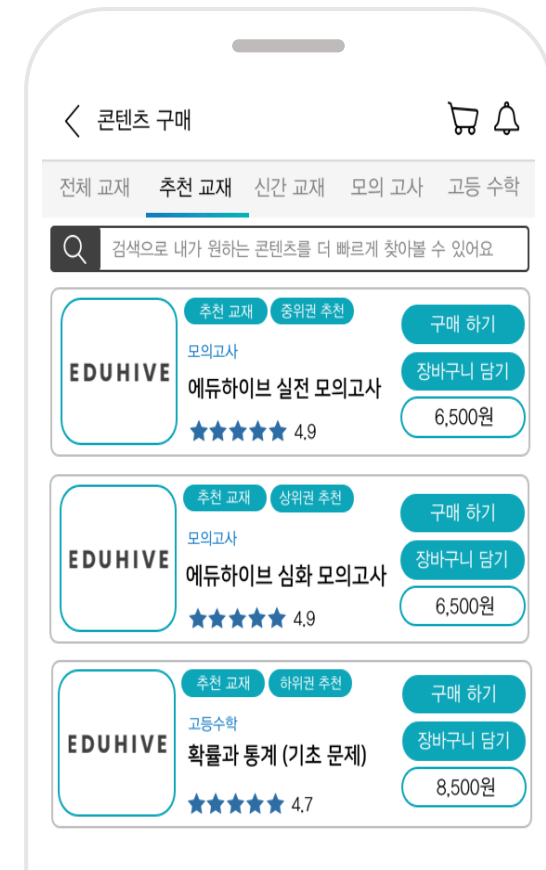 콘텐츠 구매
전체 교재 추천 교재 신간 교재 모의 고사 고등 수학
검색으로 내가 원하는 콘텐츠를 더 빠르게 찾아볼 수 있어요
EDUHIVE
추천 교재 중위권 추천
모의고사
에듀하이브 실전 모의고사
4.9
구매 하기
장바구니 담기
6,500원
EDUHIVE
추천 교재 상위권 추천
모의고사
에듀하이브 심화 모의고사
4.9
구매 하기
장바구니 담기
6,500원
EDUHIVE
추천 교재 하위권 추천
고등수학
확률과 통계 (기초 문제)
4.7
구매 하기
장바구니 담기
8,500원